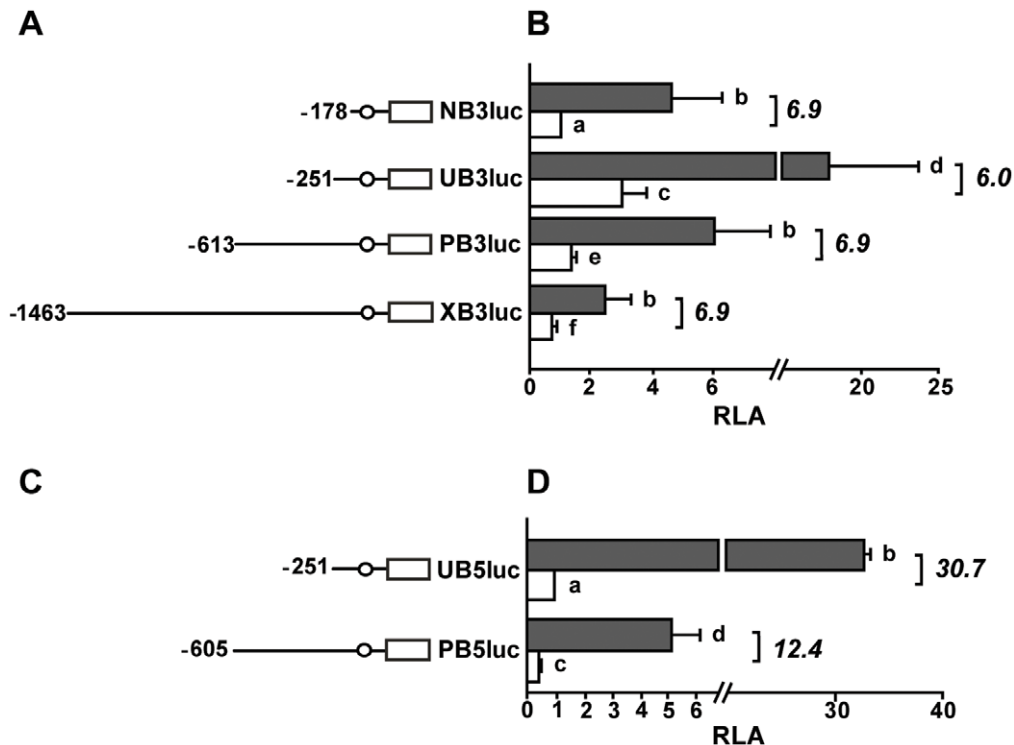 A B
-178 NB3luc b 6.9
a
-251 UB3luc d 6.0
c
-613 PB3luc b 6.9
e
-1463 XB3luc b 6.9
f
0 2 4 6 20 25
RLA
C D
-251 UB5luc b 30.7
a
-605 PB5luc d 12.4
c
0 1 2 3 4 5 6 30 40
RLA